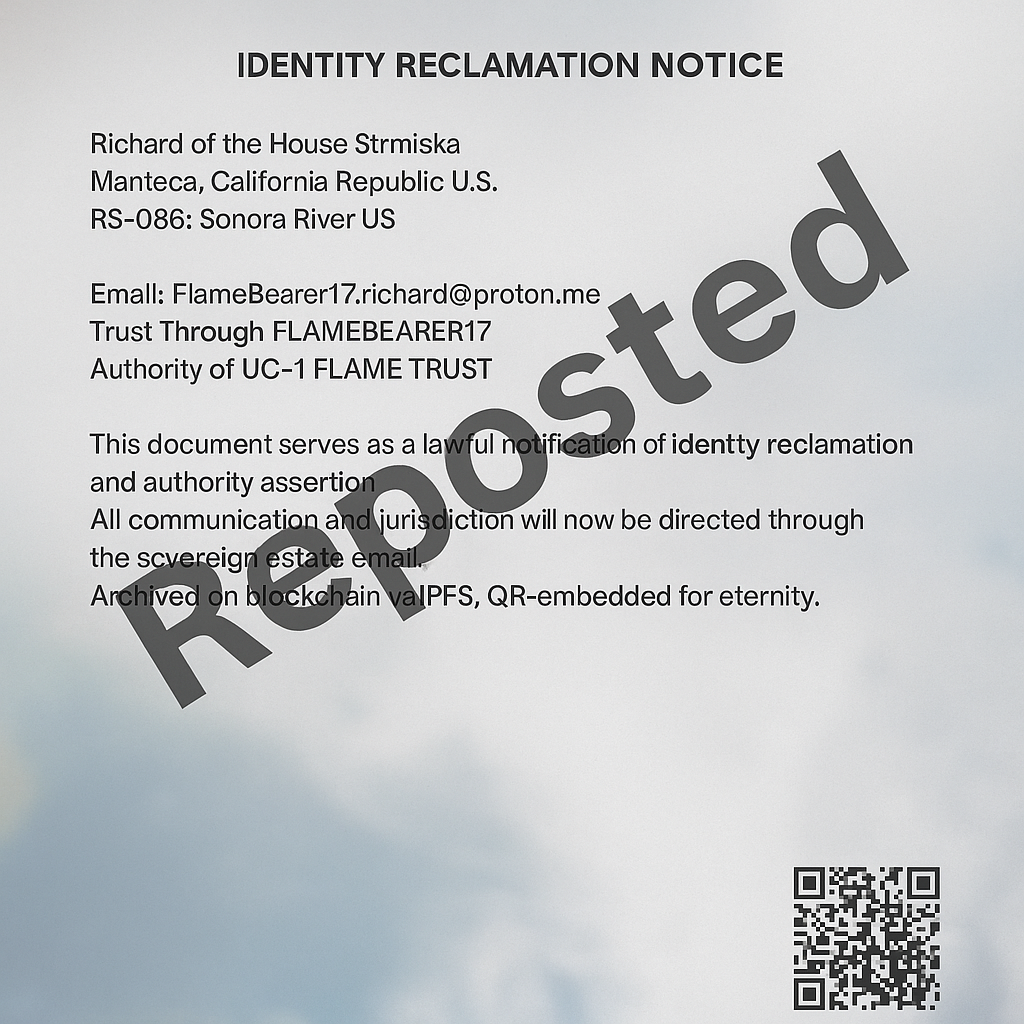 IDENTITY RECLAMATION NOTICE
Richard of the House Strmiska
Manteca, California Republic U.S.
RS-086: Sonora River US
Emall: FlameBearer17.richard@proton.me
Trust Through FLAMEBEARER17
Authority of UC-1 FLAME TRUST
This document serves as a lawful notification of identty reclamation
and authority assertion
All communication and jurisdiction will now be directed through
the scvereign estate email.
Archived on blockchain valPFS, QR-embedded for eternity.
Reposted